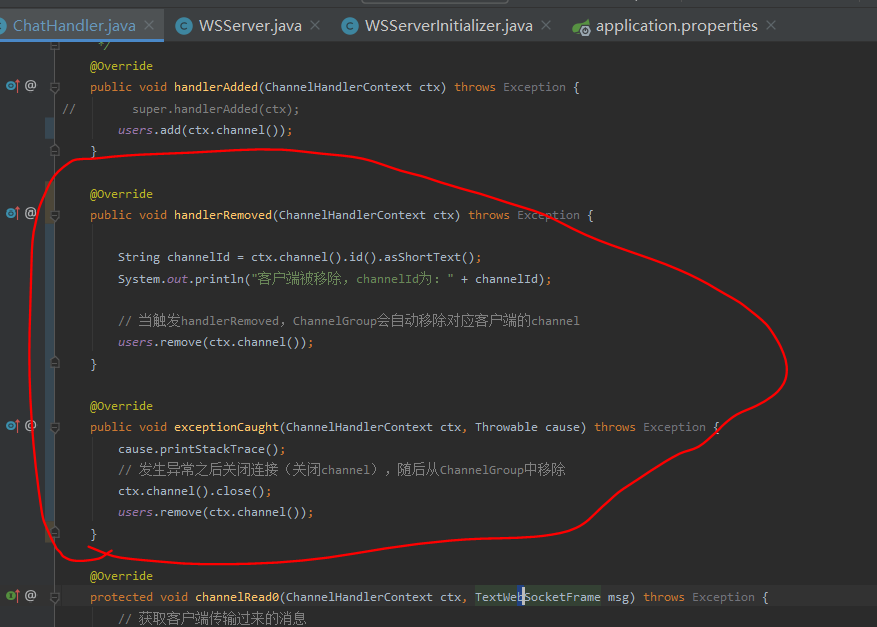 ChatHandler.java × WSServer.java × WSServerInitializer.java × application.properties ×
*/
@Override
public void handlerAdded(ChannelHandlerContext ctx) throws Exception {
// super.handlerAdded(ctx);
users.add(ctx.channel());
}
@Override
public void handlerRemoved(ChannelHandlerContext ctx) throws Exception {
String channelId = ctx.channel().id().asShortText();
System.out.println("客户端被移除，channelId为：" + channelId);
// 当触发handlerRemoved，ChannelGroup会自动移除对应客户端的channel
users.remove(ctx.channel());
}
@Override
public void exceptionCaught(ChannelHandlerContext ctx, Throwable cause) throws Exception {
cause.printStackTrace();
// 发生异常之后关闭连接（关闭channel），随后从ChannelGroup中移除
ctx.channel().close();
users.remove(ctx.channel());
}
@Override
protected void channelRead0(ChannelHandlerContext ctx, TextWebSocketFrame msg) throws Exception {
// 获取客户端传输过来的消息